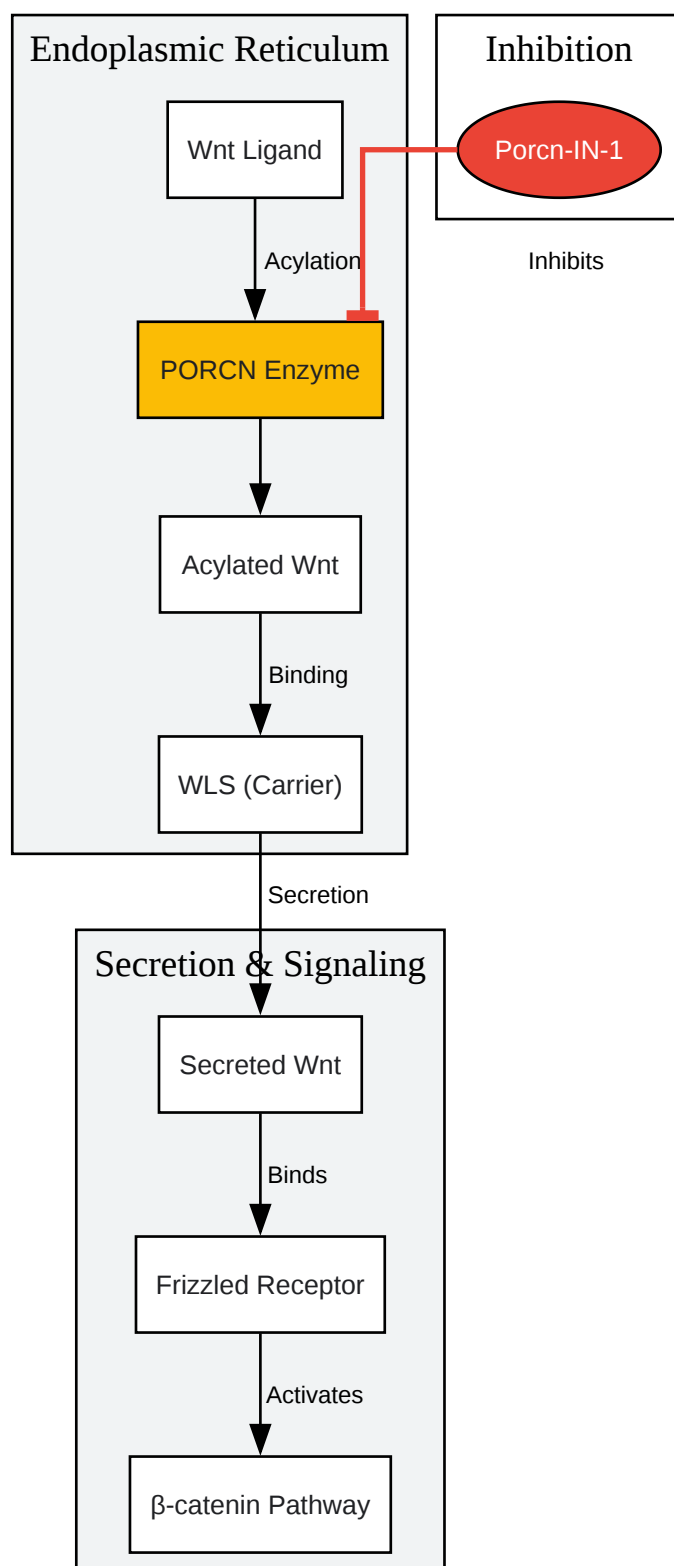 Endoplasmic Reticulum
Inhibition
Wnt Ligand
Porcn-IN-1
Acylation
Inhibits
PORCN Enzyme
Acylated Wnt
Binding
WLS (Carrier)
Secretion
Secretion & Signaling
Secreted Wnt
Binds
Frizzled Receptor
Activates
β-catenin Pathway